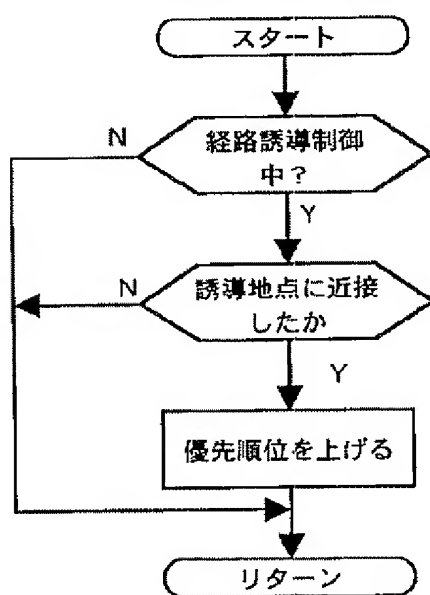 スタート
N
経路誘導制御
中？
Y
N
誘導地点に近接
したか
Y
優先順位を上げる
リターン